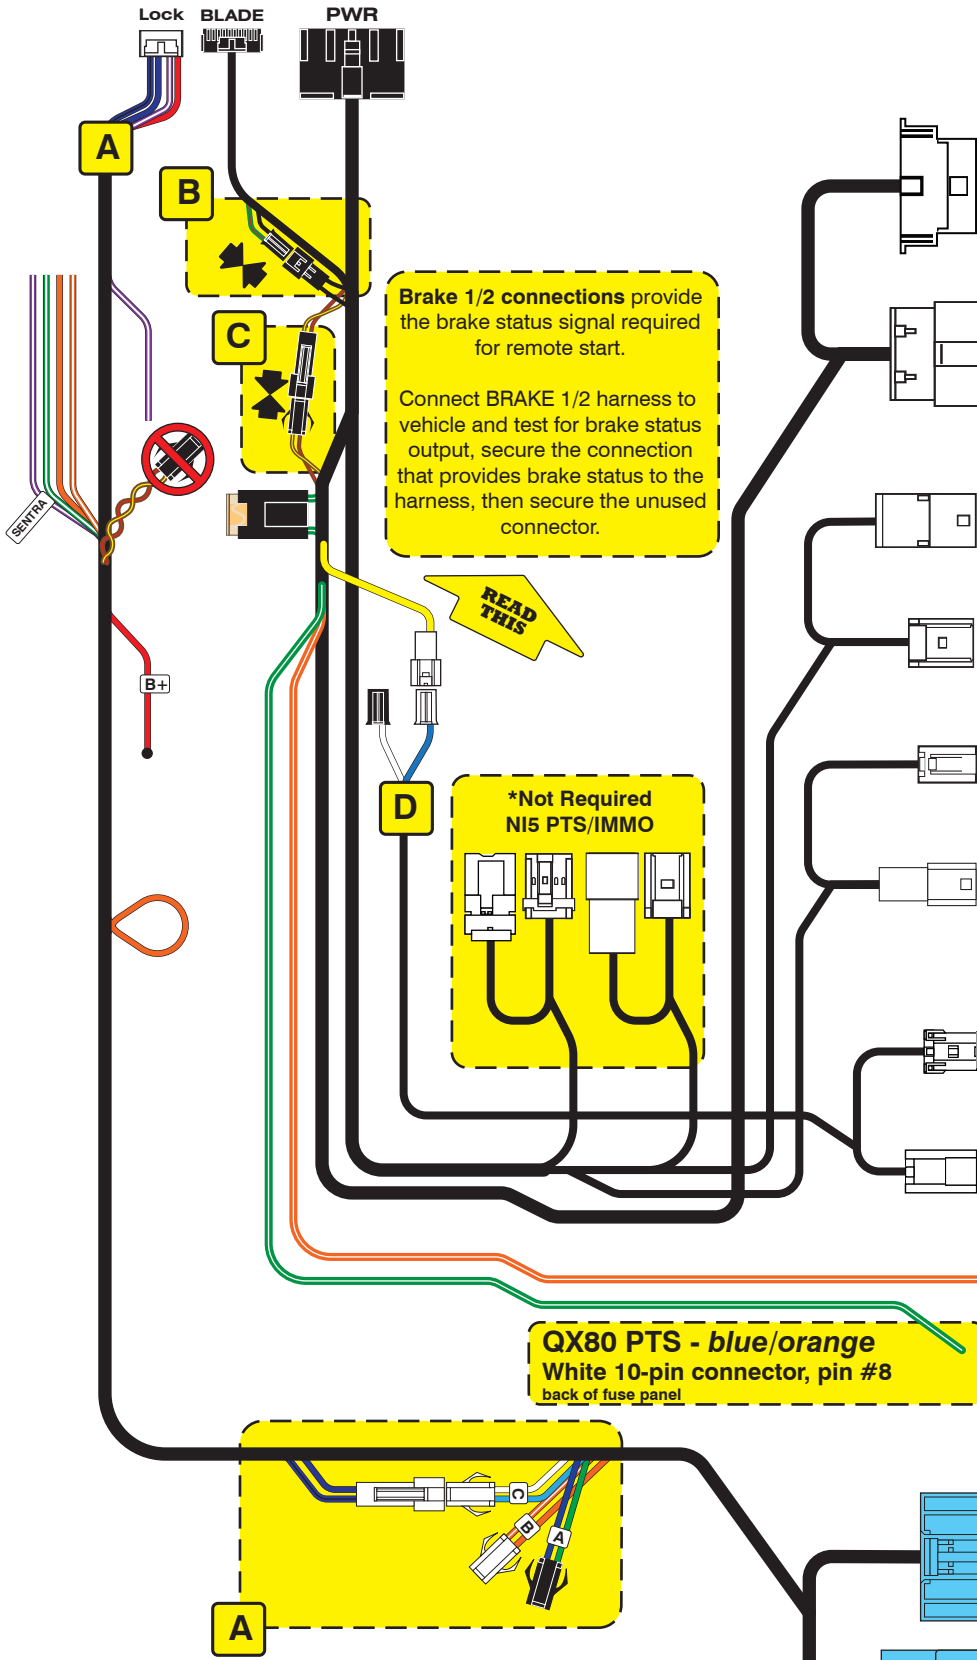 Lock BLADE PWR
A
B
C
Brake 1/2 connections provide
the brake status signal required
for remote start.
Connect BRAKE 1/2 harness to
vehicle and test for brake status
output, secure the connection
that provides brake status to the
harness, then secure the unused
connector.
SENTRA
READ
THIS
B+
D
*Not Required
NI5 PTS/IMMO
QX80 PTS - blue/orange
White 10-pin connector, pin #8
back of fuse panel
C
B
A
A